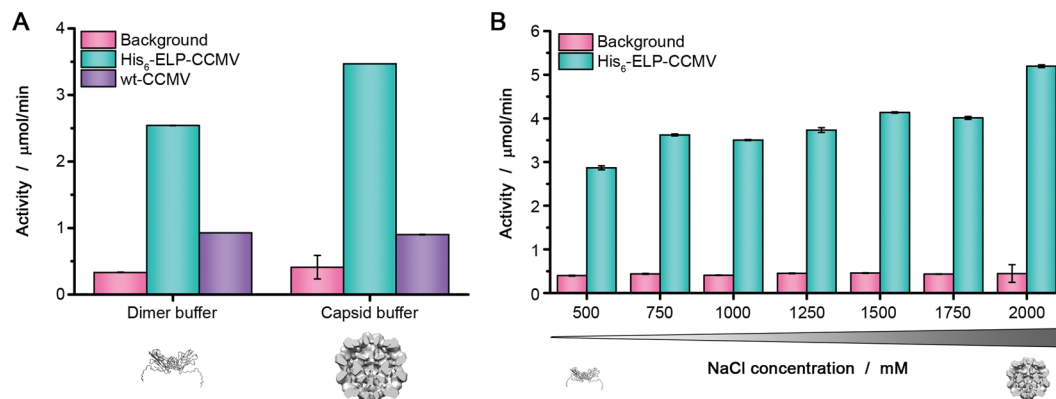 A
Activity / μmol/min
4
3
2
1
0
Background
His6-ELP-CCMV
wt-CCMV
Dimer buffer
Capsid buffer
B
Activity / μmol/min
6
5
4
3
2
1
0
Background
His6-ELP-CCMV
500 750 1000 1250 1500 1750 2000
NaCl concentration / mM